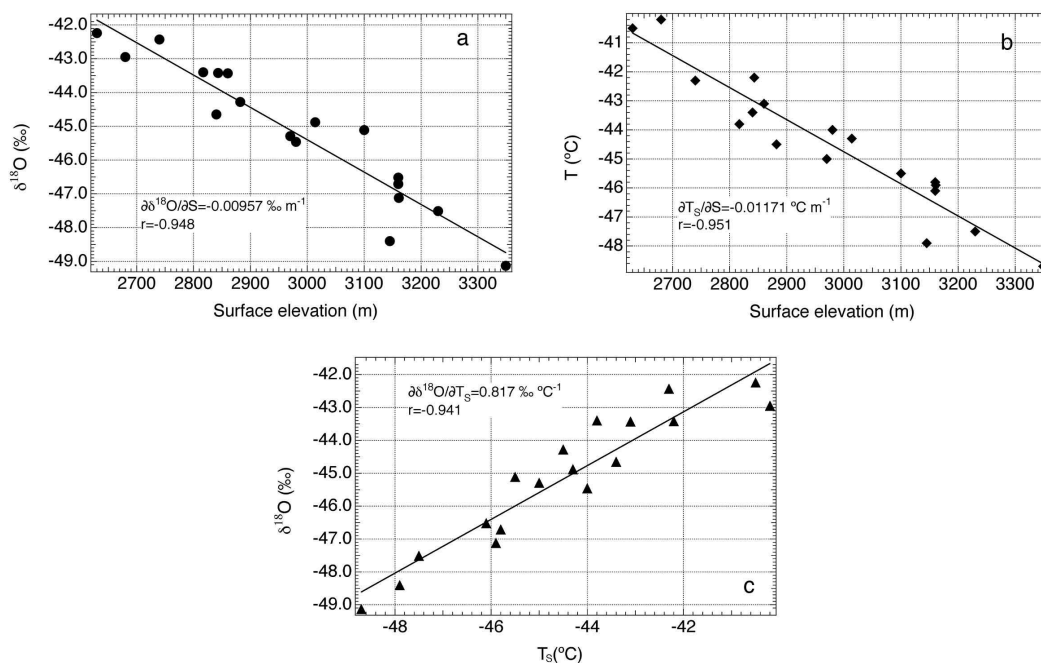 a
-42.0
-43.0
-44.0
-45.0
-46.0
-47.0
-48.0
-49.0
δ¹⁸O (‰)
∂δ¹⁸O/∂S=-0.00957 ‰ m⁻¹
r=-0.948
2700 2800 2900 3000 3100 3200 3300
Surface elevation (m)
b
-41
-42
-43
-44
-45
-46
-47
-48
T (ºC)
∂T_S/∂S=-0.01171 ºC m⁻¹
r=-0.951
2700 2800 2900 3000 3100 3200 3300
Surface elevation (m)
-42.0
-43.0
-44.0
-45.0
-46.0
-47.0
-48.0
-49.0
δ¹⁸O (‰)
∂δ¹⁸O/∂T_S=0.817 ‰ ºC⁻¹
r=-0.941
c
-48 -46 -44 -42
T_S(ºC)